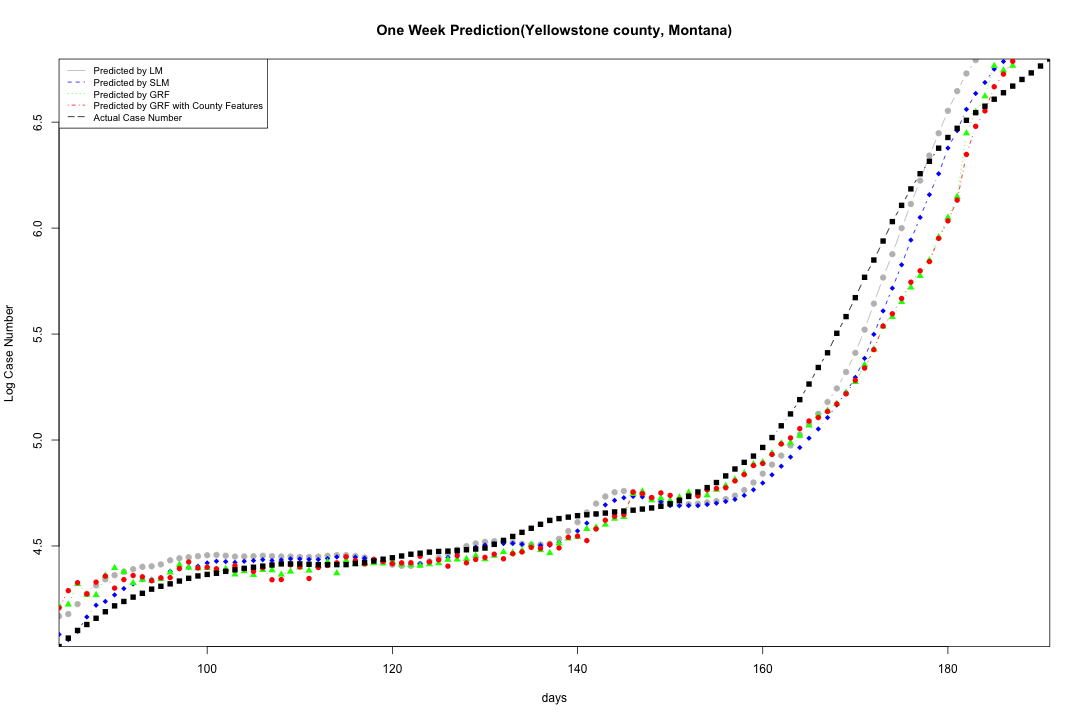 One Week Prediction(Yellowstone county, Montana)
Predicted by LM
Predicted by SLM
Predicted by GRF
Predicted by GRF with County Features
Actual Case Number
6.5
6.0
5.5
5.0
4.5
Log Case Number
100 120 140 160 180
days